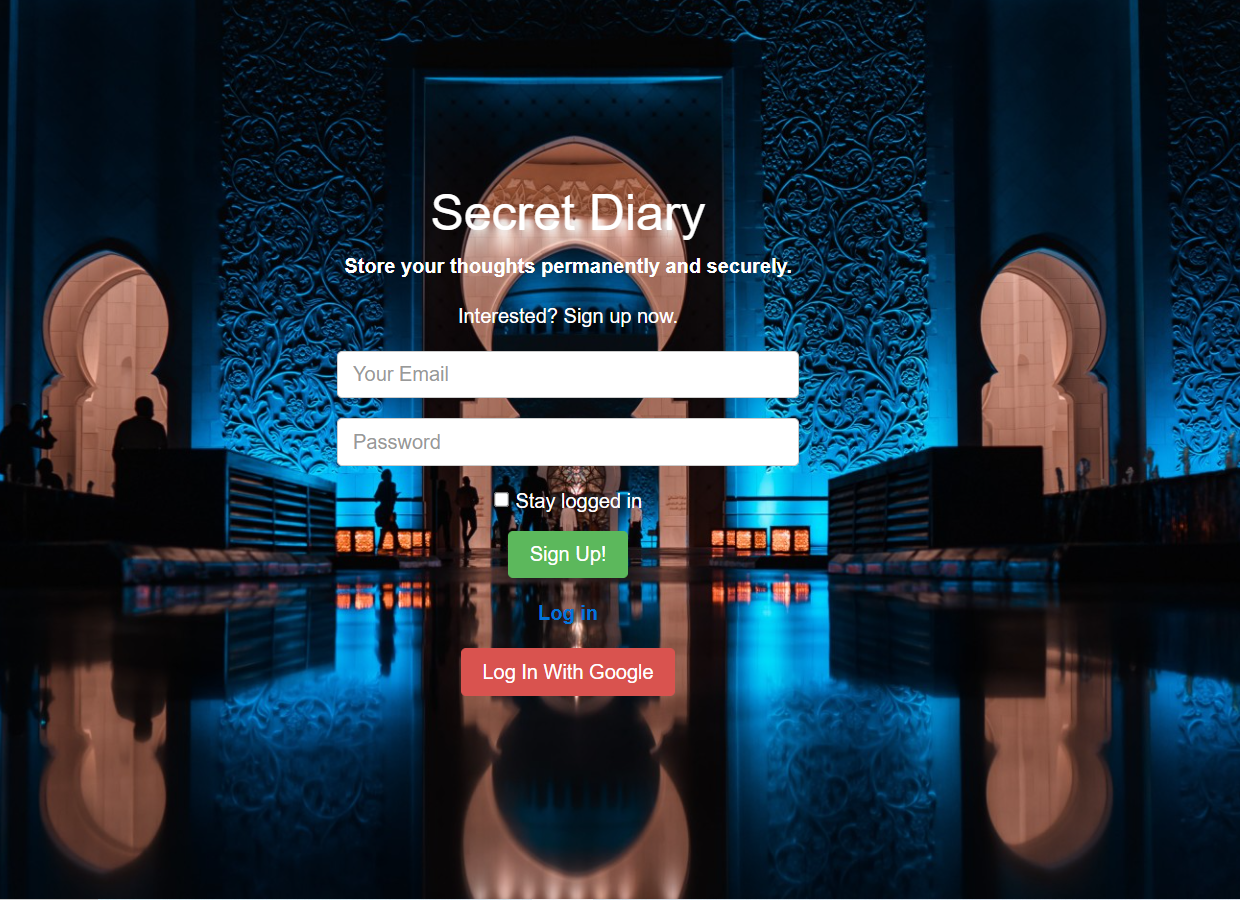 Secret Diary
Store your thoughts permanently and securely.
Interested? Sign up now.
Your Email
Password
Stay logged in
Sign Up!
Log in
Log In With Google